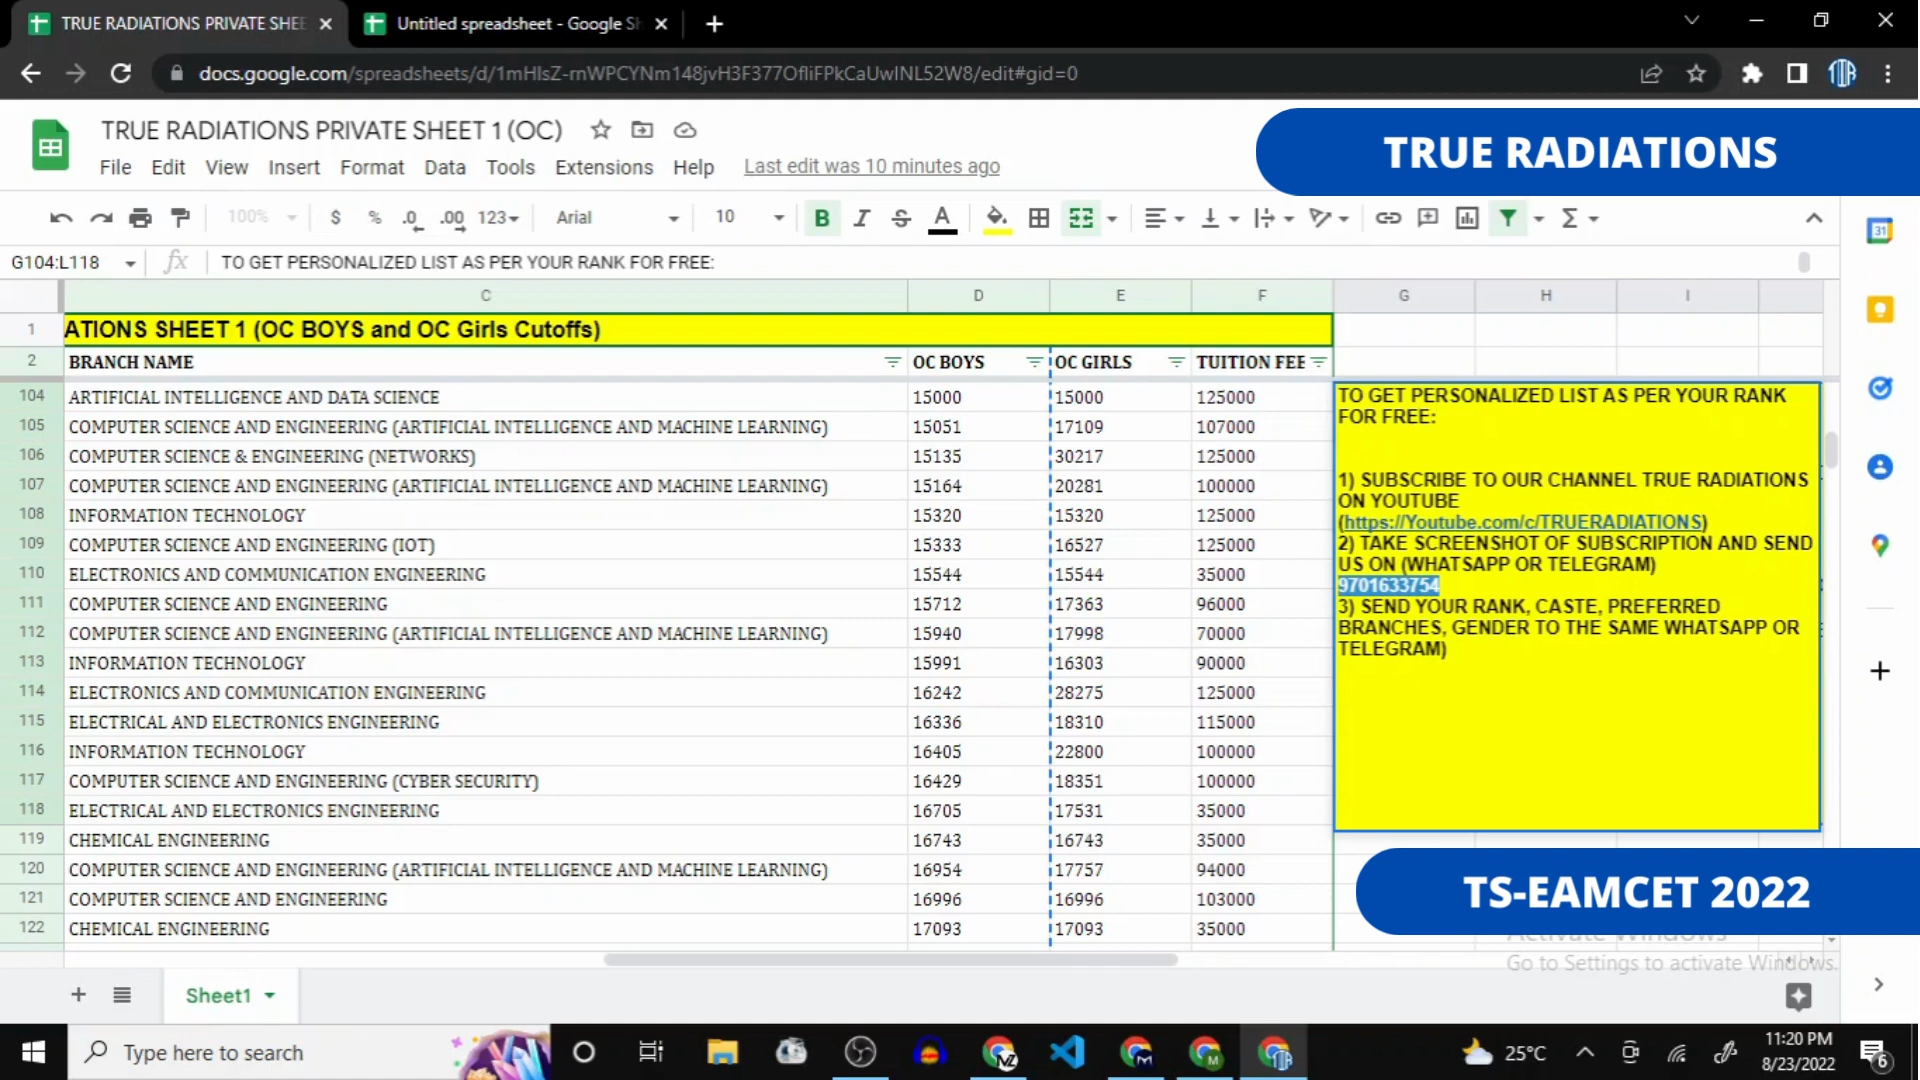 TRUE RADIATIONS PRIVATE SHEE
Untitled spreadsheet - Google Sh
docs.google.com/spreadsheets/d/1mHIsZ-rnWPCYNm148jvH3F377OfliFPkCaUwINL52W8/edit#gid=0
TRUE RADIATIONS PRIVATE SHEET 1 (OC)
TRUE RADIATIONS
File Edit View Insert Format Data Tools Extensions Help Last edit was 10 minutes ago
100% $ % .0 .00 123 Arial 10 B I S A Σ
31
G104:L118 fx TO GET PERSONALIZED LIST AS PER YOUR RANK FOR FREE:
C D E F G H I
1 ATIONS SHEET 1 (OC BOYS and OC Girls Cutoffs)
2 BRANCH NAME OC BOYS OC GIRLS TUITION FEE
104 ARTIFICIAL INTELLIGENCE AND DATA SCIENCE 15000 15000 125000
105 COMPUTER SCIENCE AND ENGINEERING (ARTIFICIAL INTELLIGENCE AND MACHINE LEARNING) 15051 17109 107000
106 COMPUTER SCIENCE & ENGINEERING (NETWORKS) 15135 30217 125000
107 COMPUTER SCIENCE AND ENGINEERING (ARTIFICIAL INTELLIGENCE AND MACHINE LEARNING) 15164 20281 100000
108 INFORMATION TECHNOLOGY 15320 15320 125000
109 COMPUTER SCIENCE AND ENGINEERING (IOT) 15333 16527 125000
110 ELECTRONICS AND COMMUNICATION ENGINEERING 15544 15544 35000
111 COMPUTER SCIENCE AND ENGINEERING 15712 17363 96000
112 COMPUTER SCIENCE AND ENGINEERING (ARTIFICIAL INTELLIGENCE AND MACHINE LEARNING) 15940 17998 70000
113 INFORMATION TECHNOLOGY 15991 16303 90000
114 ELECTRONICS AND COMMUNICATION ENGINEERING 16242 28275 125000
115 ELECTRICAL AND ELECTRONICS ENGINEERING 16336 18310 115000
116 INFORMATION TECHNOLOGY 16405 22800 100000
117 COMPUTER SCIENCE AND ENGINEERING (CYBER SECURITY) 16429 18351 100000
118 ELECTRICAL AND ELECTRONICS ENGINEERING 16705 17531 35000
119 CHEMICAL ENGINEERING 16743 16743 35000
120 COMPUTER SCIENCE AND ENGINEERING (ARTIFICIAL INTELLIGENCE AND MACHINE LEARNING) 16954 17757 94000
121 COMPUTER SCIENCE AND ENGINEERING 16996 16996 103000
122 CHEMICAL ENGINEERING 17093 17093 35000
TO GET PERSONALIZED LIST AS PER YOUR RANK
FOR FREE:
1) SUBSCRIBE TO OUR CHANNEL TRUE RADIATIONS
ON YOUTUBE
(https://Youtube.com/c/TRUERADIATIONS)
2) TAKE SCREENSHOT OF SUBSCRIPTION AND SEND
US ON (WHATSAPP OR TELEGRAM)
9701633754
3) SEND YOUR RANK, CASTE, PREFERRED
BRANCHES, GENDER TO THE SAME WHATSAPP OR
TELEGRAM)
TS-EAMCET 2022
Activate Windows
Go to Settings to activate Windows.
Sheet1
Type here to search
25°C
11:20 PM
8/23/2022
6